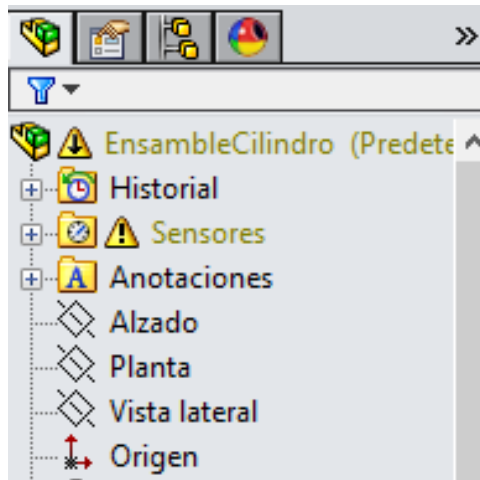 »
EnsambleCilindro (Predete
Historial
Sensores
A Anotaciones
Alzado
Planta
Vista lateral
Origen